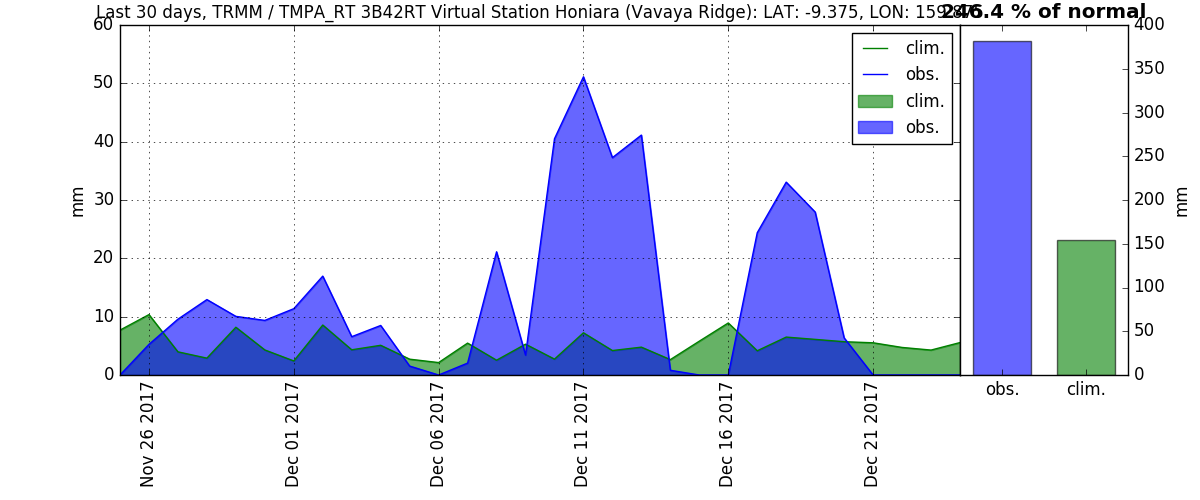 Last 30 days, TRMM / TMPA_RT 3B42RT Virtual Station Honiara (Vavaya Ridge): LAT: -9.375, LON:
246.4 % of normal
60
50
40
30
20
10
0
mm
clim.
obs.
clim.
obs.
Nov 26 2017
Dec 01 2017
Dec 06 2017
Dec 11 2017
Dec 16 2017
Dec 21 2017
400
350
300
250
200
150
100
50
0
mm
obs.
clim.